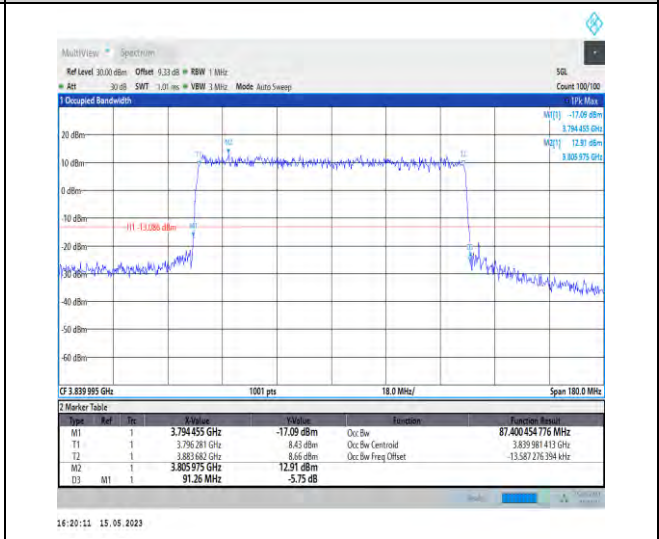 MultiView Spectrum
Ref Level 30.00 dBm Offset 9.33 dB RBW 1 MHz SGL
Att 30 dB SWT 1.01 ms VBW 3 MHz Mode Auto Sweep Count 100/100
1 Occupied Bandwidth 1Pk Max
M1[1] -17.09 dBm
3.794 455 GHz
M2[1] 12.91 dBm
3.805 975 GHz
20 dBm
10 dBm
0 dBm
-10 dBm
-20 dBm
-30 dBm
-40 dBm
-50 dBm
-60 dBm
M2
T1
T2
H1 -13.086 dBm
M1
D3
CF 3.839 995 GHz 1001 pts 18.0 MHz/ Span 180.0 MHz
2 Marker Table
Type Ref Trc X-Value Y-Value Function Function Result
M1 1 3.794 455 GHz -17.09 dBm Occ Bw 87.400 454 776 MHz
T1 1 3.796 281 GHz 8.43 dBm Occ Bw Centroid 3.839 981 413 GHz
T2 1 3.883 682 GHz 8.66 dBm Occ Bw Freq Offset -13.587 276 394 kHz
M2 1 3.805 975 GHz 12.91 dBm
D3 M1 1 91.26 MHz -5.75 dB
16:20:11 15.05.2023